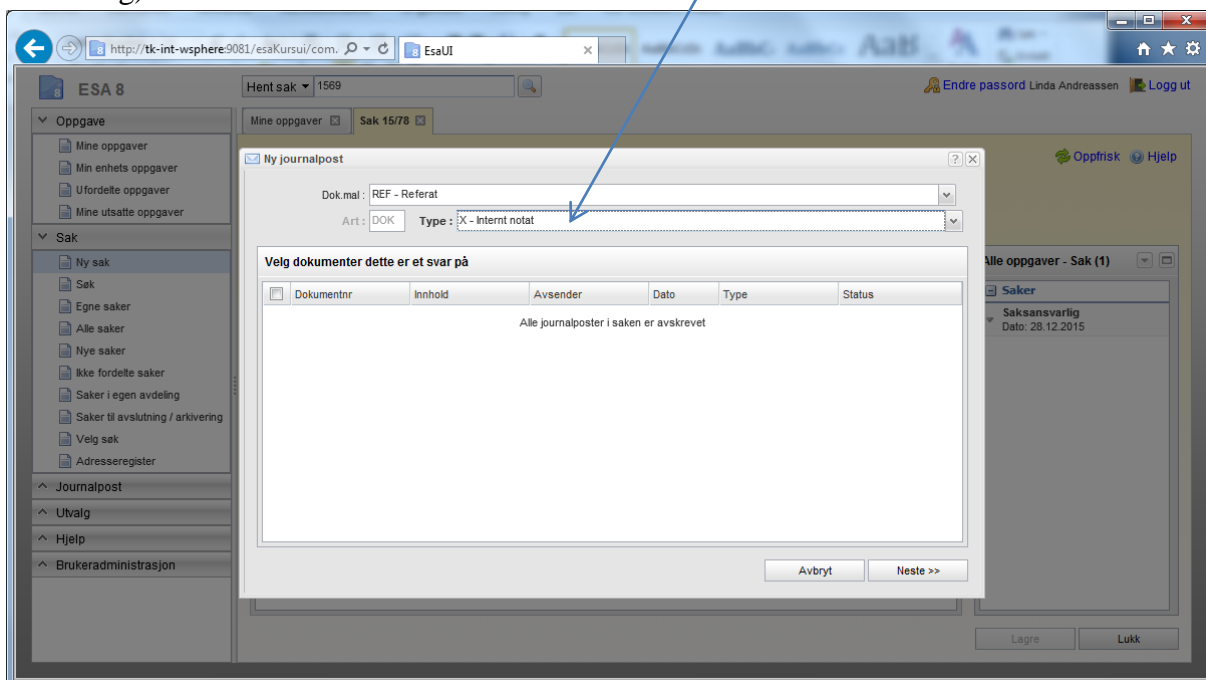 http://tk-int-wsphere:9081/esaKursui/com.
EsaUI
ESA 8
Hent sak 1569
Endre passord Linda Andreassen Logg ut
Oppgave
Mine oppgaver
Min enhets oppgaver
Ufordelte oppgaver
Mine utsatte oppgaver
Sak
Ny sak
Søk
Egne saker
Alle saker
Nye saker
Ikke fordelte saker
Saker i egen avdeling
Saker til avslutning / arkivering
Velg søk
Adresseregister
Journalpost
Utvalg
Hjelp
Brukeradministrasjon
Mine oppgaver
Sak 15/78
Oppfrisk Hjelp
Ny journalpost
Dok.mal : REF - Referat
Art : DOK Type : X - Internt notat
Velg dokumenter dette er et svar på
Dokumentnr Innhold Avsender Dato Type Status
Alle journalposter i saken er avskrevet
Avbryt Neste >>
Alle oppgaver - Sak (1)
Saker
Saksansvarlig
Dato: 28.12.2015
Lagre Lukk